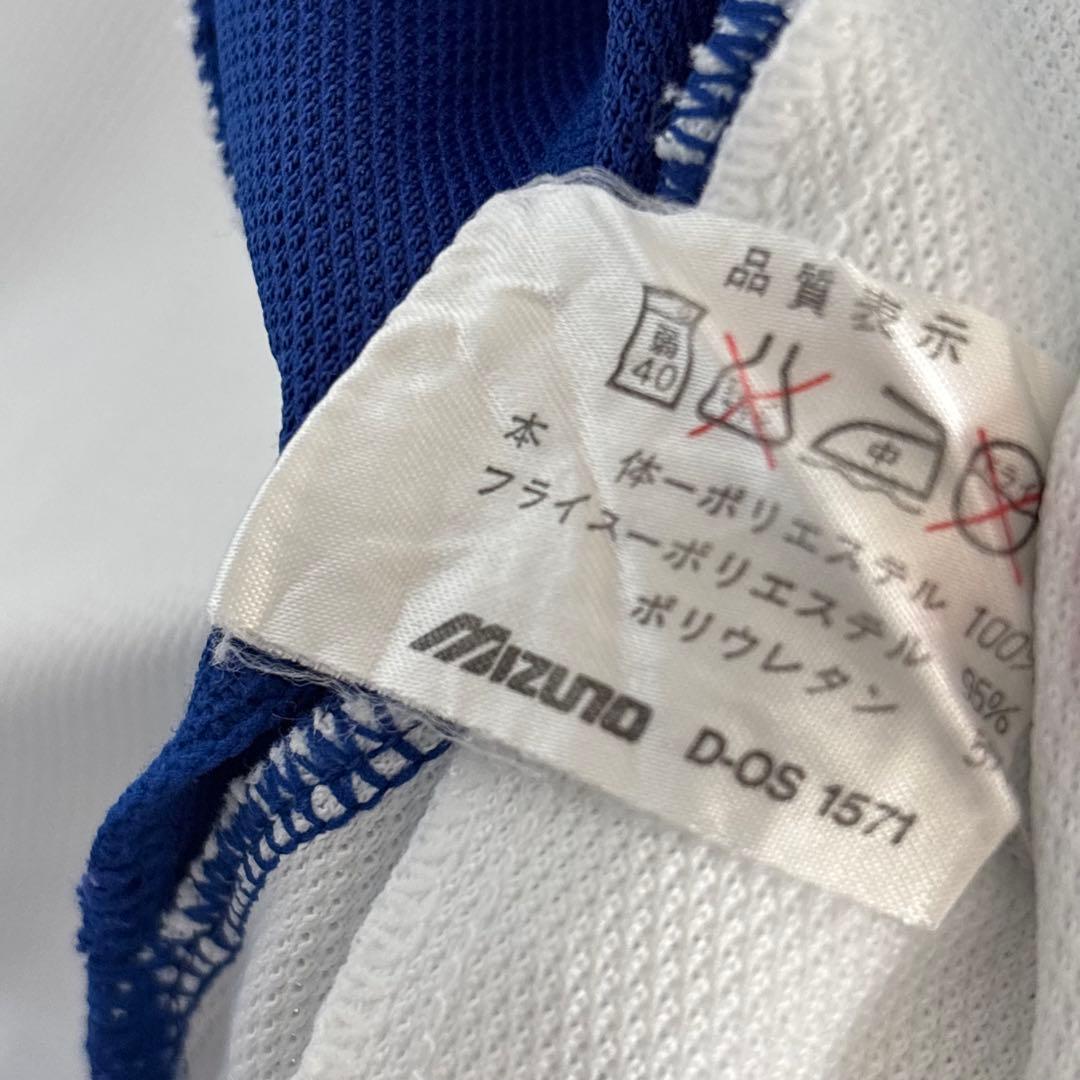 品質表示
弱
40
中
本 体ーポリエステル 100%
フライスーポリエステル 95%
ポリウレタン 5%
MIZUNO D-OS 1571